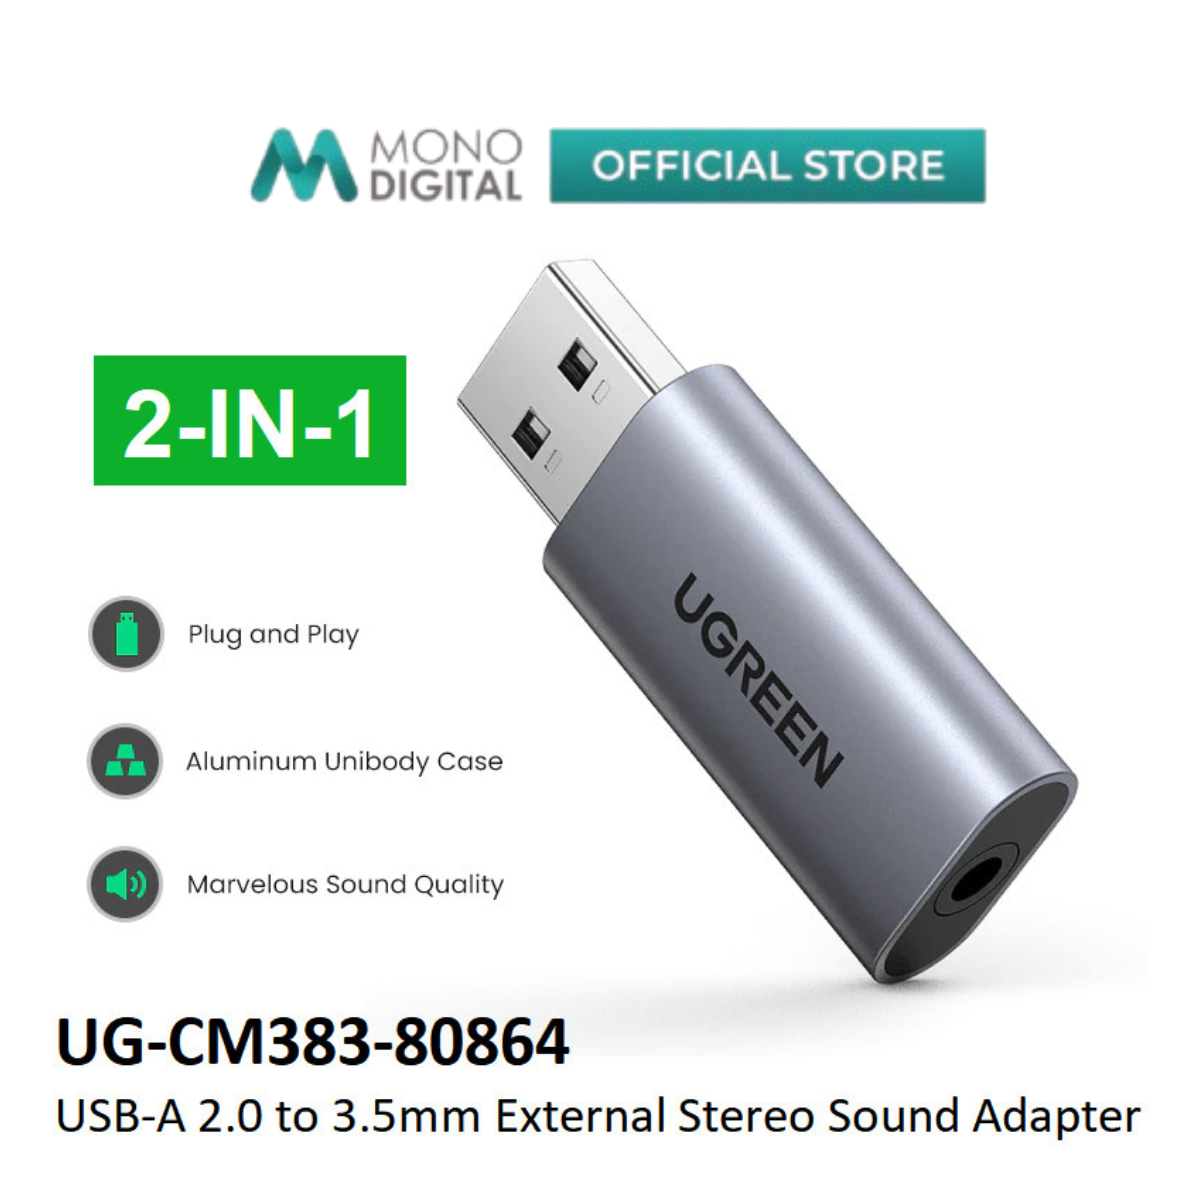 MONO
DIGITAL
OFFICIAL STORE
2-IN-1
Plug and Play
Aluminum Unibody Case
Marvelous Sound Quality
UGREEN
UG-CM383-80864
USB-A 2.0 to 3.5mm External Stereo Sound Adapter